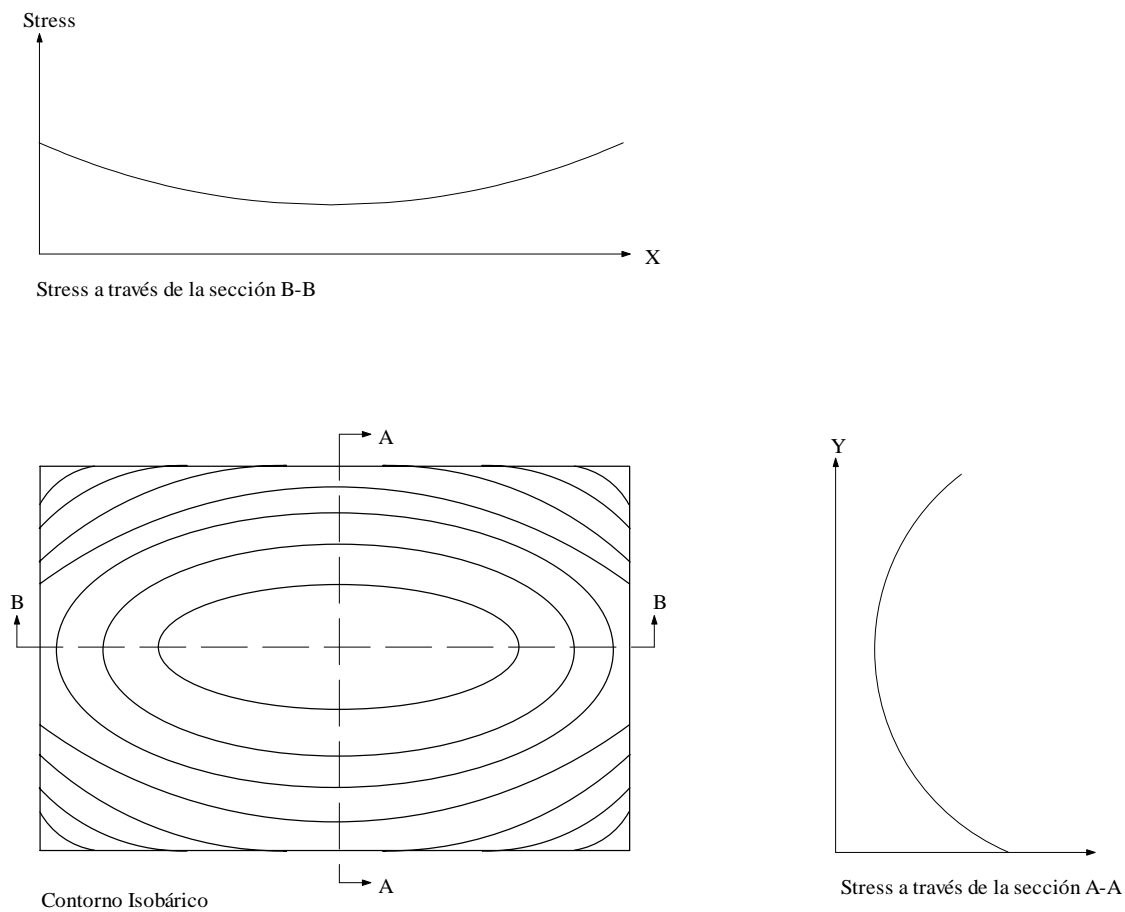 Stress
X
Stress a través de la sección B-B
A
Y
B
B
A
Contorno Isobárico
Stress a través de la sección A-A